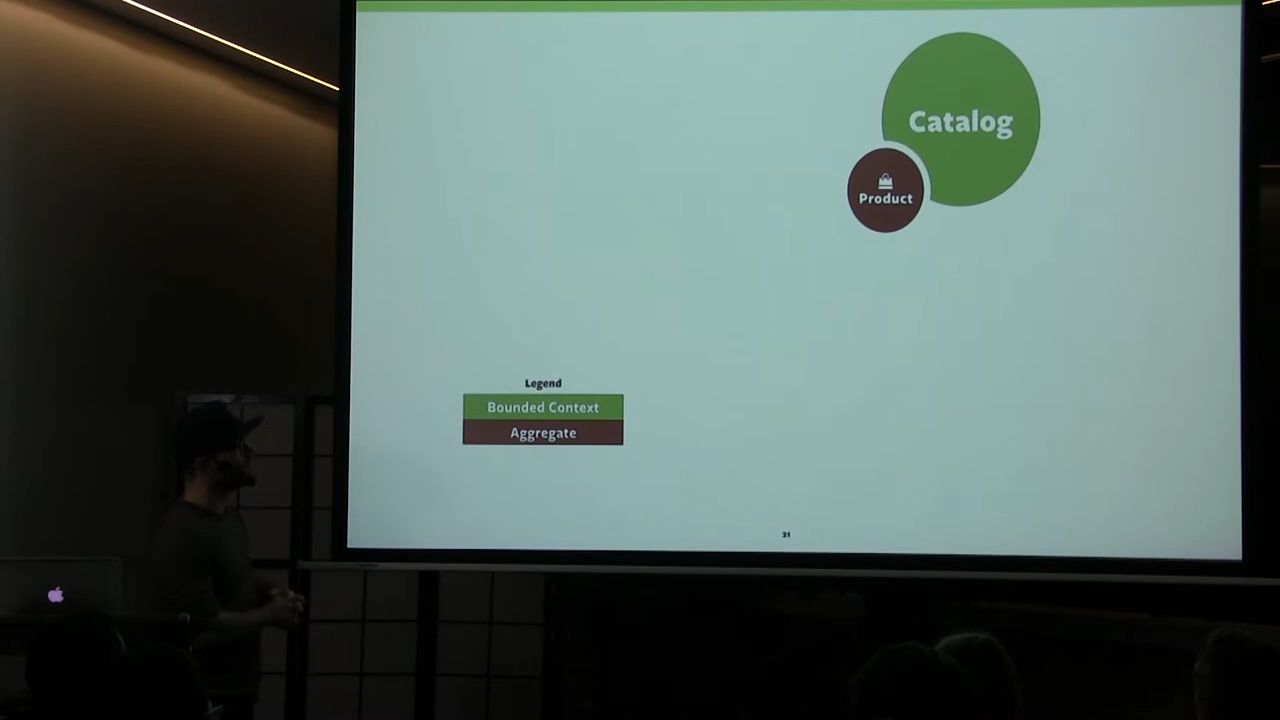 Catalog
Product
Legend
Bounded Context
Aggregate
31